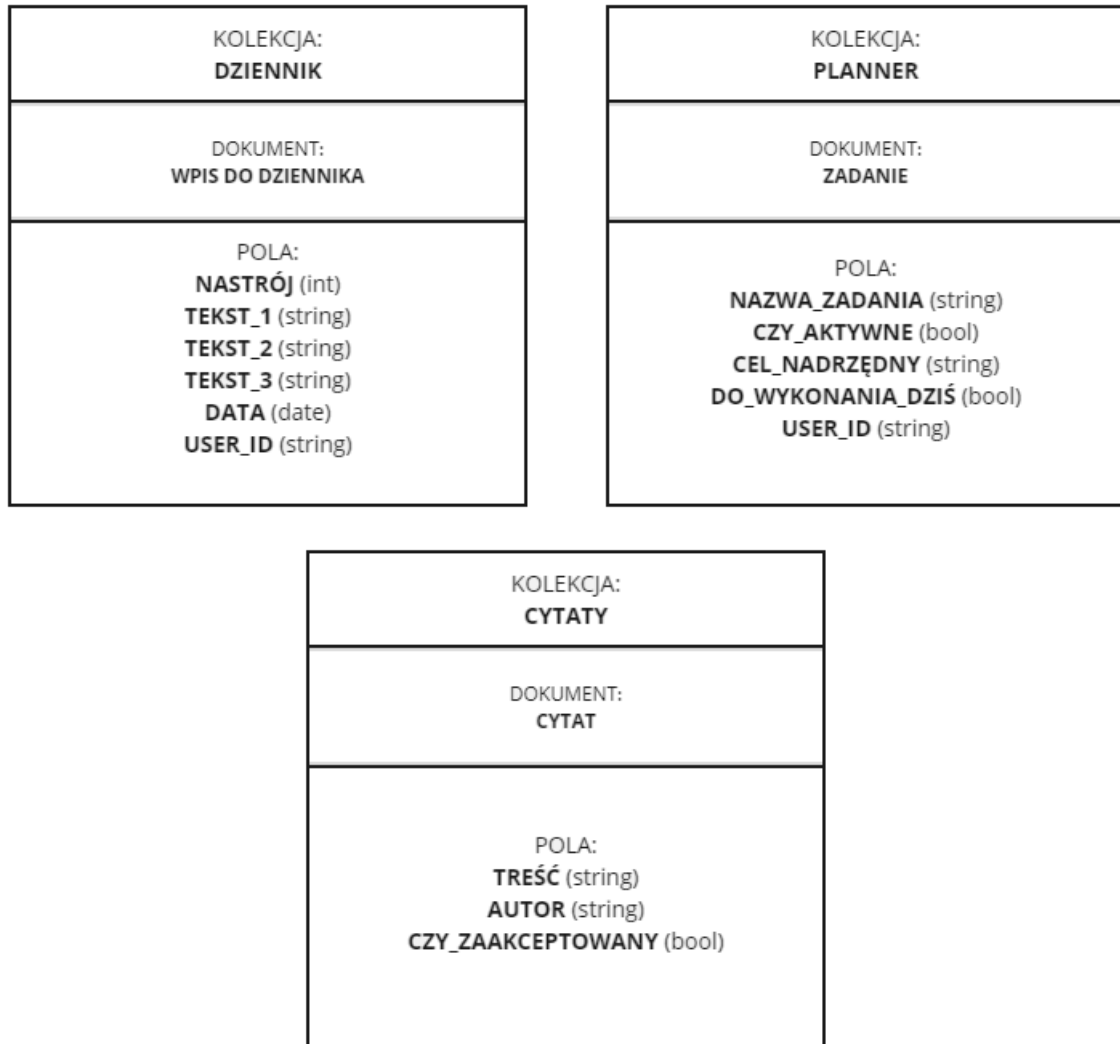 KOLEKCJA:
DZIENNIK
DOKUMENT:
WPIS DO DZIENNIKA
POLA:
NASTRÓJ (int)
TEKST_1 (string)
TEKST_2 (string)
TEKST_3 (string)
DATA (date)
USER_ID (string)
KOLEKCJA:
PLANNER
DOKUMENT:
ZADANIE
POLA:
NAZWA_ZADANIA (string)
CZY_AKTYWNE (bool)
CEL_NADRZĘDNY (string)
DO_WYKONANIA_DZIŚ (bool)
USER_ID (string)
KOLEKCJA:
CYTATY
DOKUMENT:
CYTAT
POLA:
TREŚĆ (string)
AUTOR (string)
CZY_ZAAKCEPTOWANY (bool)